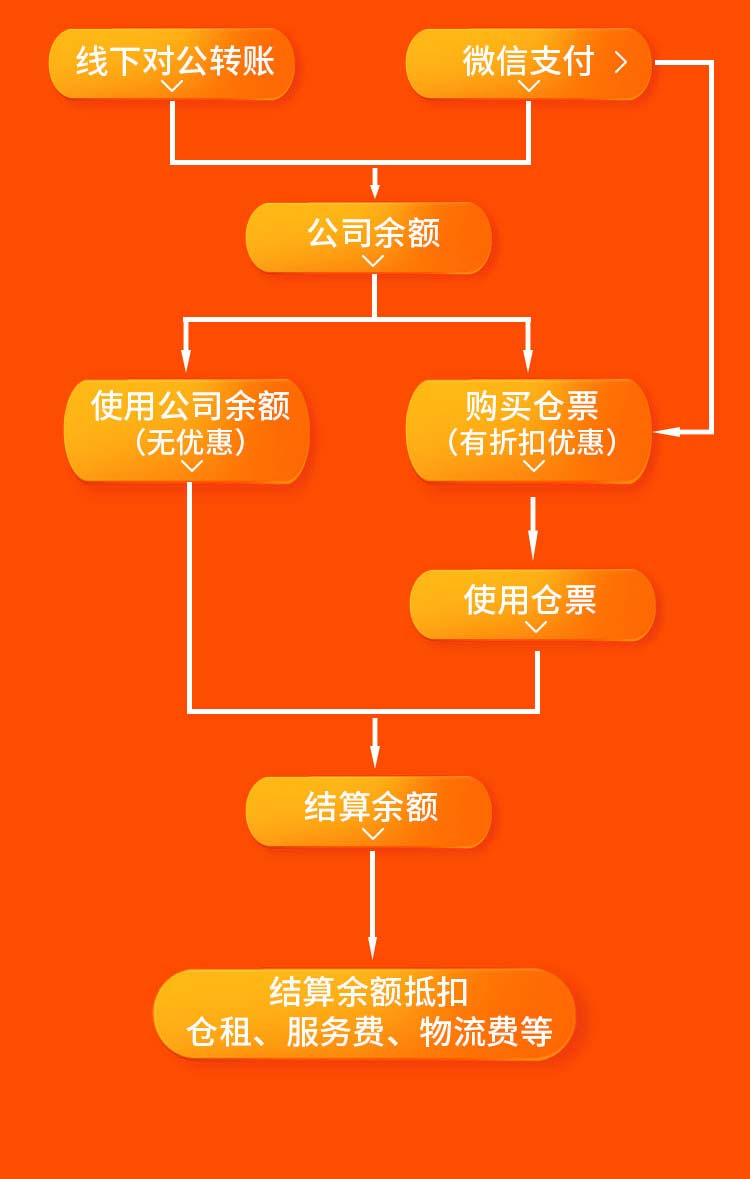 线下对公转账
微信支付
公司余额
使用公司余额
（无优惠）
购买仓票
（有折扣优惠）
使用仓票
结算余额
结算余额抵扣
仓租、服务费、物流费等